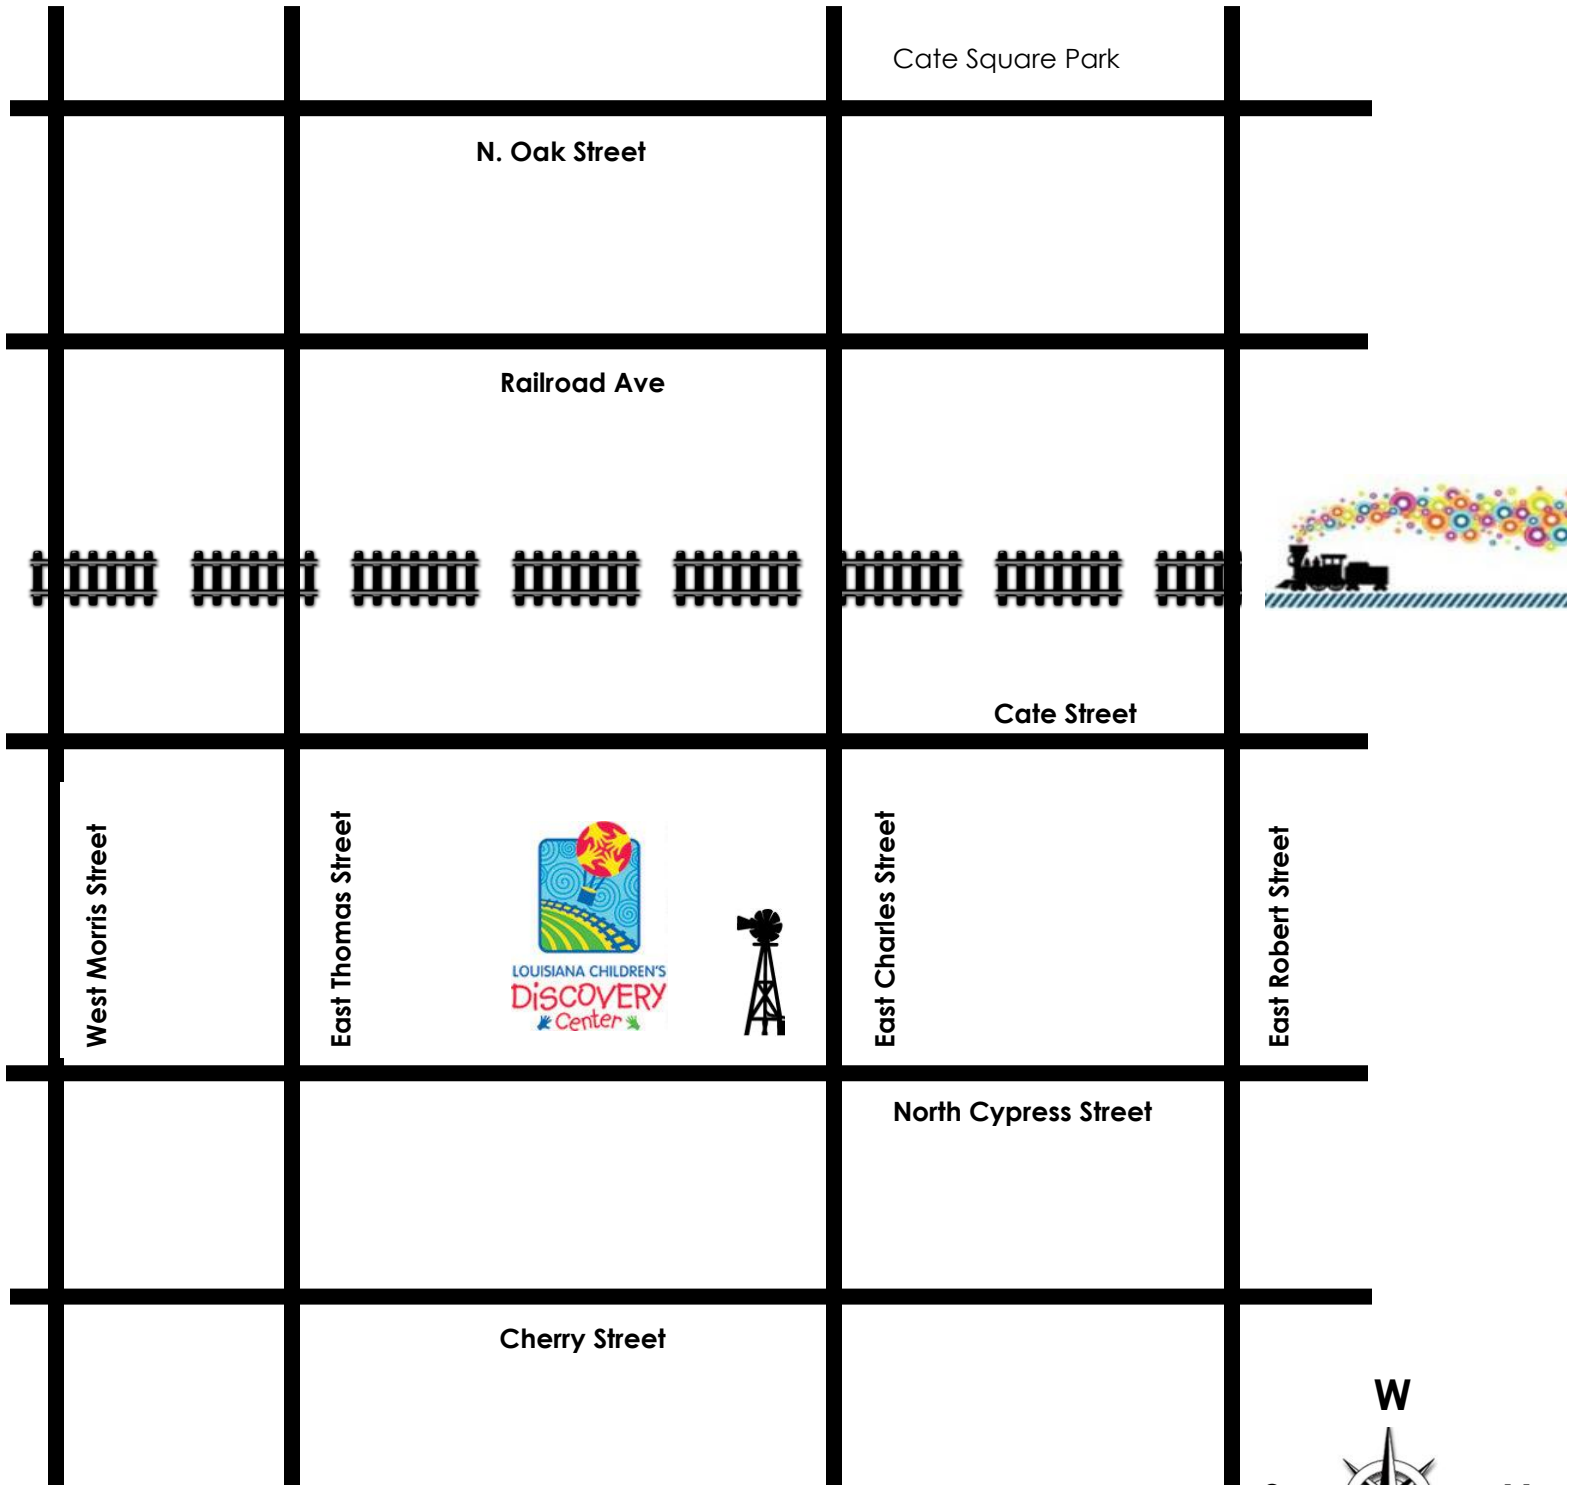 Cate Square Park
N. Oak Street
Railroad Ave
Cate Street
West Morris Street
East Thomas Street
LOUISIANA CHILDREN'S
DiSCOVERY
Center
East Charles Street
East Robert Street
North Cypress Street
Cherry Street
W